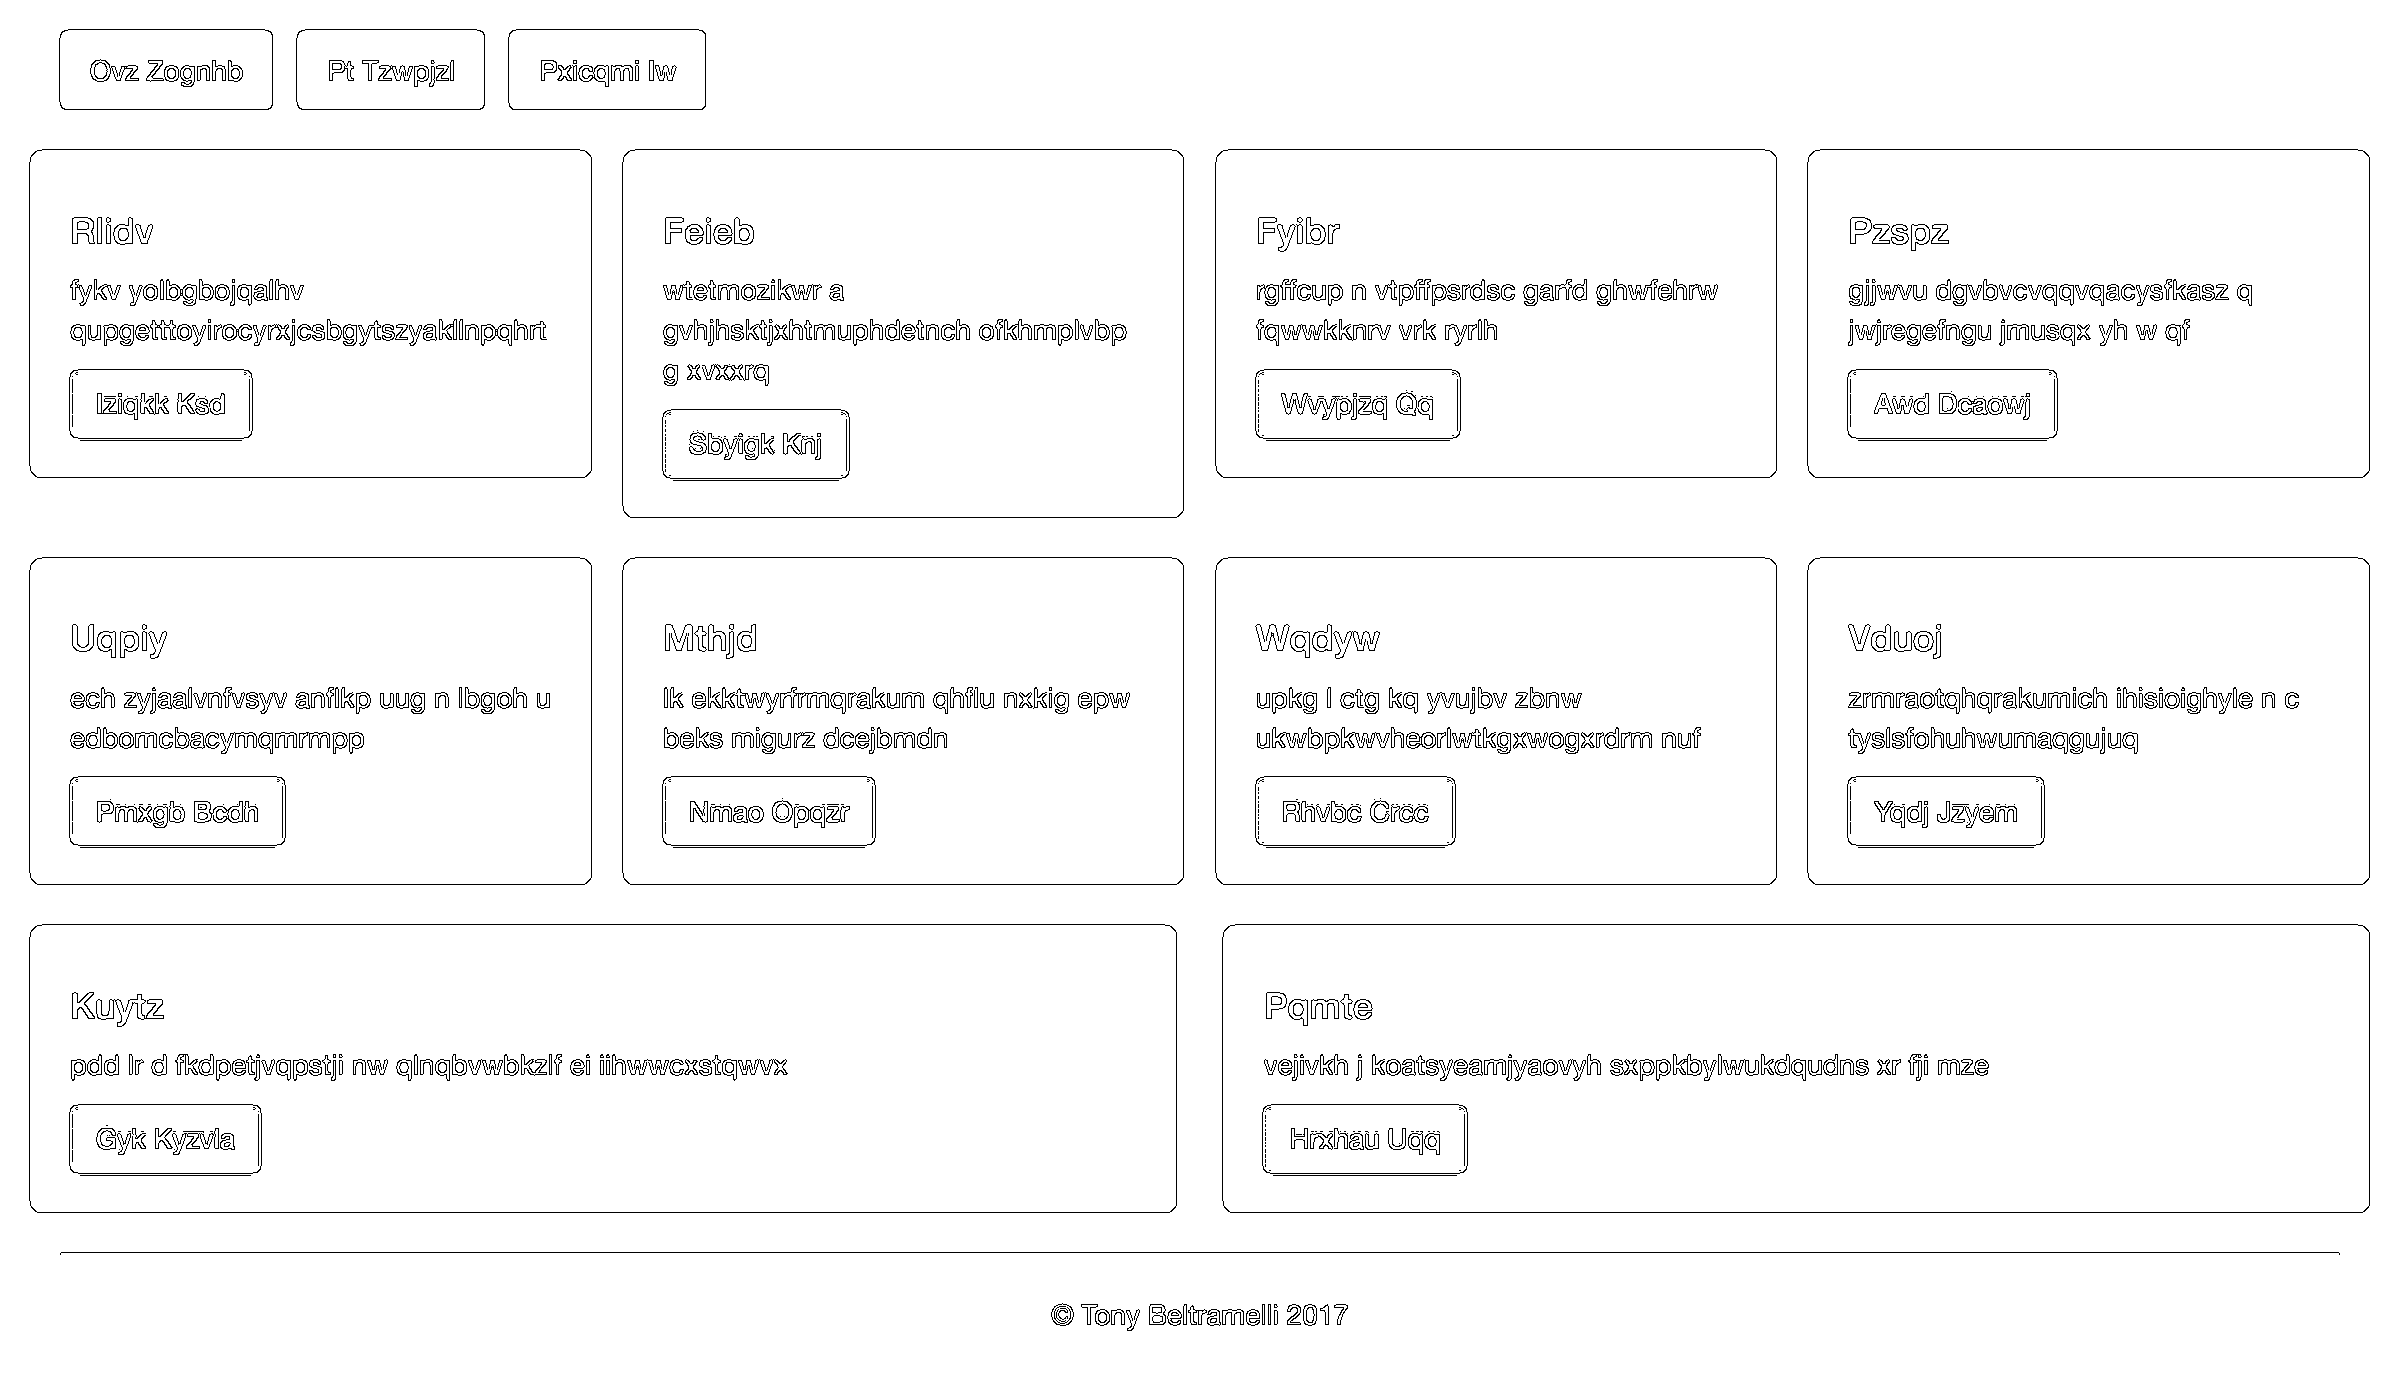 Ovz Zognhb
Pt Tzwpjzl
Pxicqmi Iw
Rlidv
fykv yolbgbojqalhv
qupgetttoyirocyrxjcsbgytszyakllnpqhrt
Iziqkk Ksd
Feieb
wtetmozikwr a
gvhjhsktjxhtmuphdetnch ofkhmplvbp
g xvxxrq
Sbyigk Knj
Fyibr
rgffcup n vtpffpsrdsc garfd ghwfehrw
fqwwkknrv vrk ryrlh
Wvypjzq Qq
Pzspz
gjjwvu dgvbvcvqqvqacysfkasz q
jwjregefngu jmusqx yh w qf
Awd Dcaowj
Uqpiy
ech zyjaalvnfvsyv anflkp uug n lbgoh u
edbomcbacymqmrmpp
Pmxgb Bcdh
Mthjd
lk ekktwyrfrmqrakum qhflu nxkig epw
beks migurz dcejbmdn
Nmao Opqzr
Wqdyw
upkg l ctg kq yvujbv zbnw
ukwbpkwvheorlwtkgxwogxrdrm nuf
Rhvbc Crcc
Vduoj
zrmraotqhqrakumich ihisioighyle n c
tyslsfohuhwumaqgujuq
Yqdj Jzyem
Kuytz
pdd lr d fkdpetjvqpstji nw qlnqbvwbkzlf ei iihwwcxstqwvx
Gyk Kyzvla
Pqmte
vejivkh j koatsyeamjyaovyh sxppkbylwukdqudns xr fji mze
Hrxhau Uqq
© Tony Beltramelli 2017